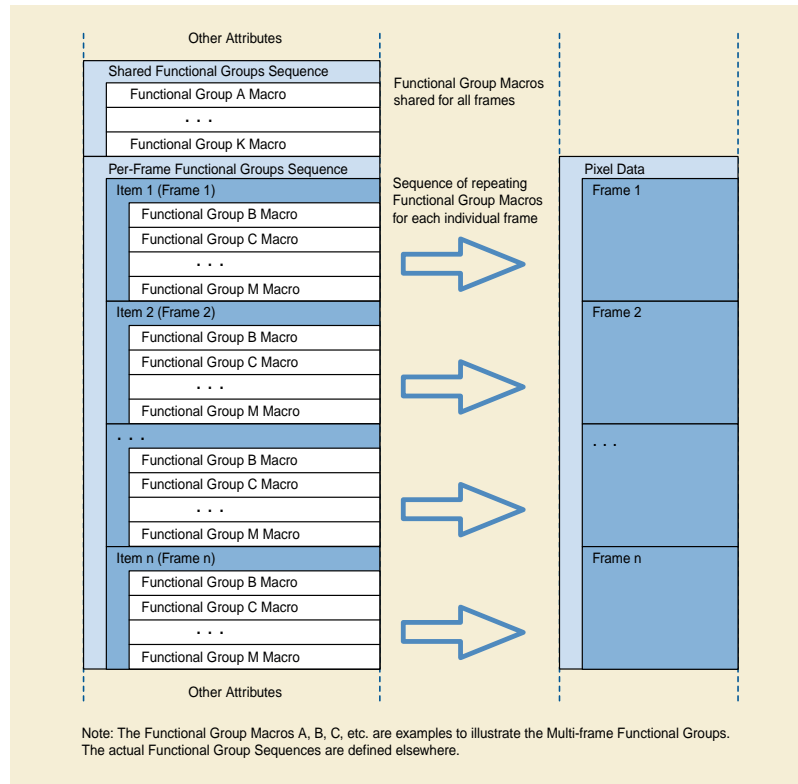 Other Attributes
Shared Functional Groups Sequence
Functional Group A Macro
. . .
Functional Group K Macro
Functional Group Macros
shared for all frames
Per-Frame Functional Groups Sequence
Item 1 (Frame 1)
Functional Group B Macro
Functional Group C Macro
. . .
Functional Group M Macro
Item 2 (Frame 2)
Functional Group B Macro
Functional Group C Macro
. . .
Functional Group M Macro
. . .
Functional Group B Macro
Functional Group C Macro
. . .
Functional Group M Macro
Item n (Frame n)
Functional Group B Macro
Functional Group C Macro
. . .
Functional Group M Macro
Other Attributes
Sequence of repeating
Functional Group Macros
for each individual frame
Pixel Data
Frame 1
Frame 2
. . .
Frame n
Note: The Functional Group Macros A, B, C, etc. are examples to illustrate the Multi-frame Functional Groups.
The actual Functional Group Sequences are defined elsewhere.